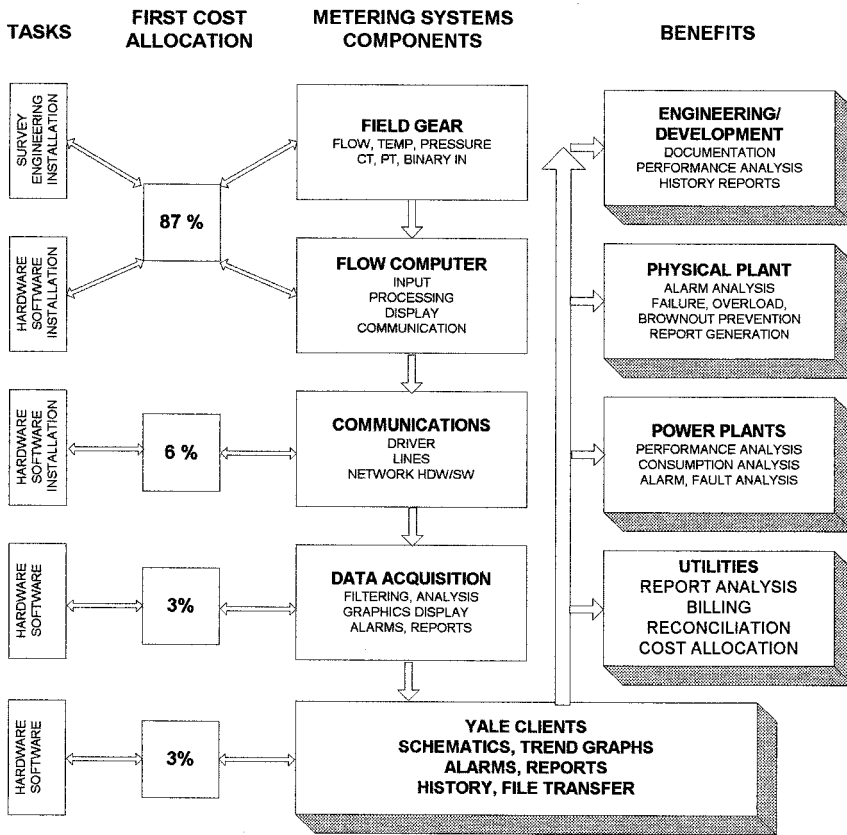 TASKS
FIRST COST
ALLOCATION
METERING SYSTEMS
COMPONENTS
BENEFITS
SURVEY
ENGINEERING
INSTALLATION
87 %
FIELD GEAR
FLOW, TEMP, PRESSURE
CT, PT, BINARY IN
ENGINEERING/
DEVELOPMENT
DOCUMENTATION
PERFORMANCE ANALYSIS
HISTORY REPORTS
HARDWARE
SOFTWARE
INSTALLATION
FLOW COMPUTER
INPUT
PROCESSING
DISPLAY
COMMUNICATION
PHYSICAL PLANT
ALARM ANALYSIS
FAILURE, OVERLOAD,
BROWNOUT PREVENTION
REPORT GENERATION
HARDWARE
SOFTWARE
INSTALLATION
6 %
COMMUNICATIONS
DRIVER
LINES
NETWORK HDW/SW
POWER PLANTS
PERFORMANCE ANALYSIS
CONSUMPTION ANALYSIS
ALARM, FAULT ANALYSIS
HARDWARE
SOFTWARE
3%
DATA ACQUISITION
FILTERING, ANALYSIS
GRAPHICS DISPLAY
ALARMS, REPORTS
UTILITIES
REPORT ANALYSIS
BILLING
RECONCILIATION
COST ALLOCATION
HARDWARE
SOFTWARE
3%
YALE CLIENTS
SCHEMATICS, TREND GRAPHS
ALARMS, REPORTS
HISTORY, FILE TRANSFER